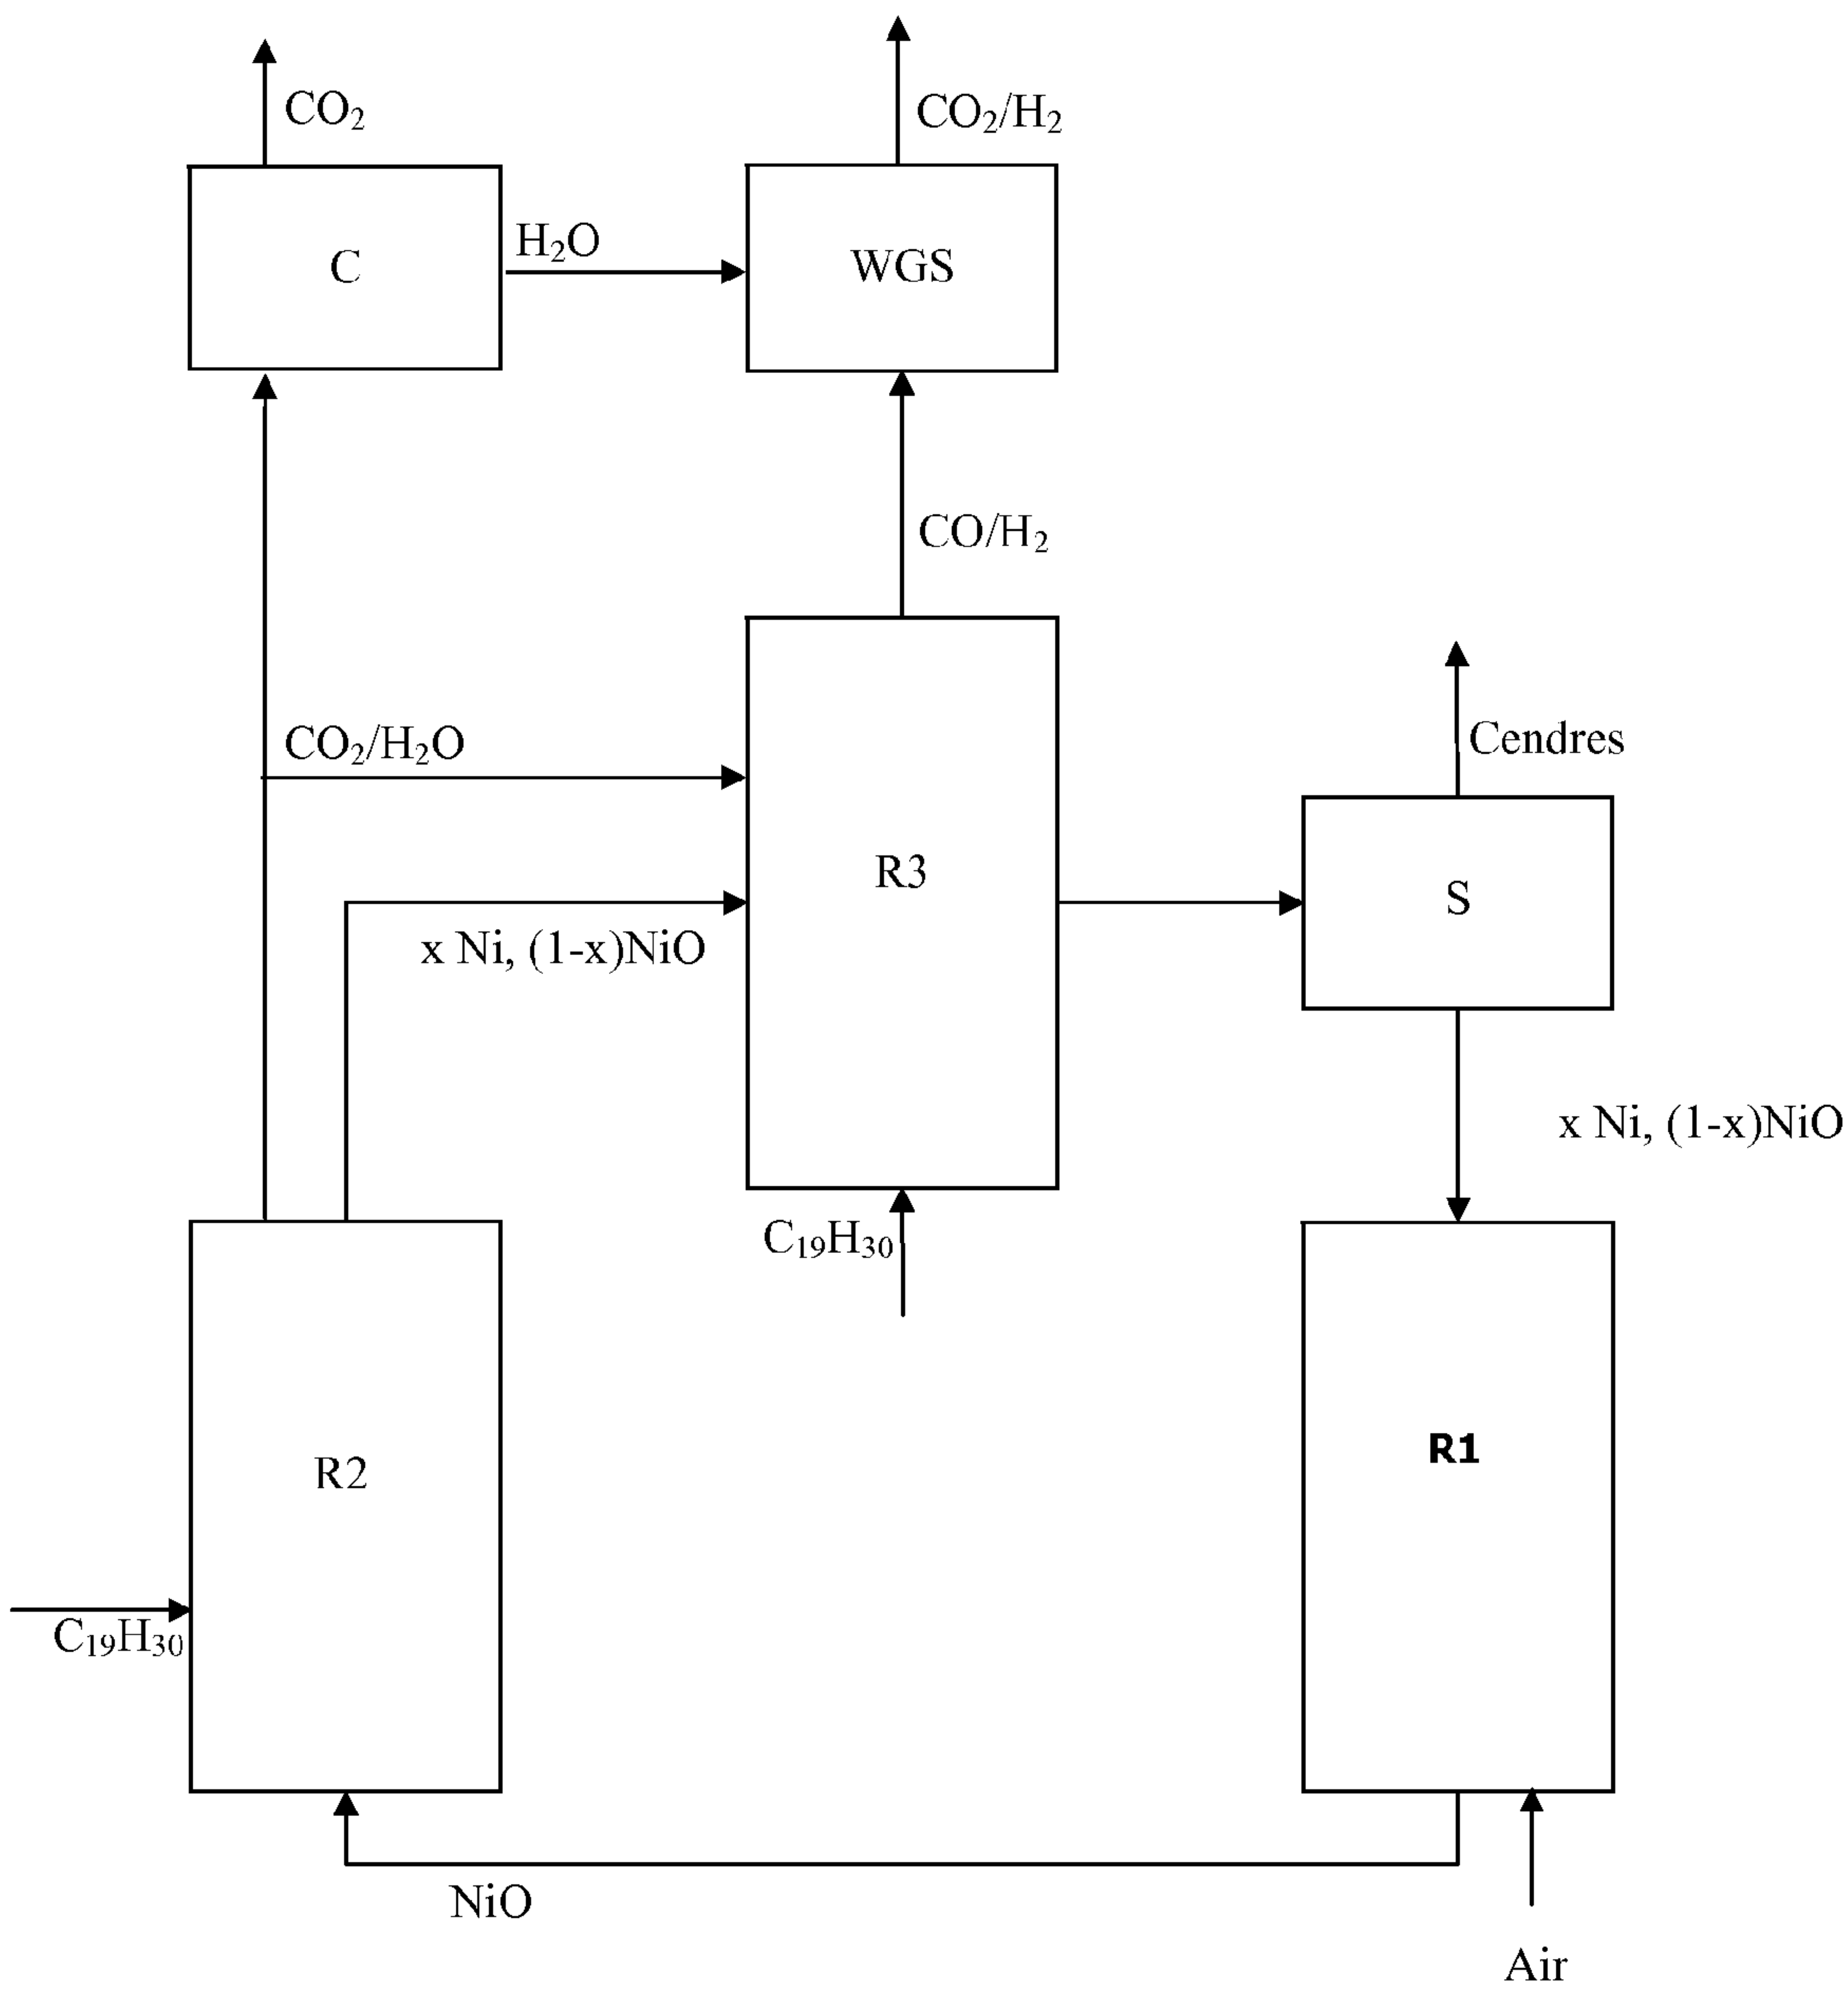 CO₂
CO₂/H₂
C
H₂O
WGS
CO/H₂
CO₂/H₂O
Cendres
R3
S
x Ni, (1-x)NiO
x Ni, (1-x)NiO
C₁₉H₃₀
R1
R2
C₁₉H₃₀
NiO
Air